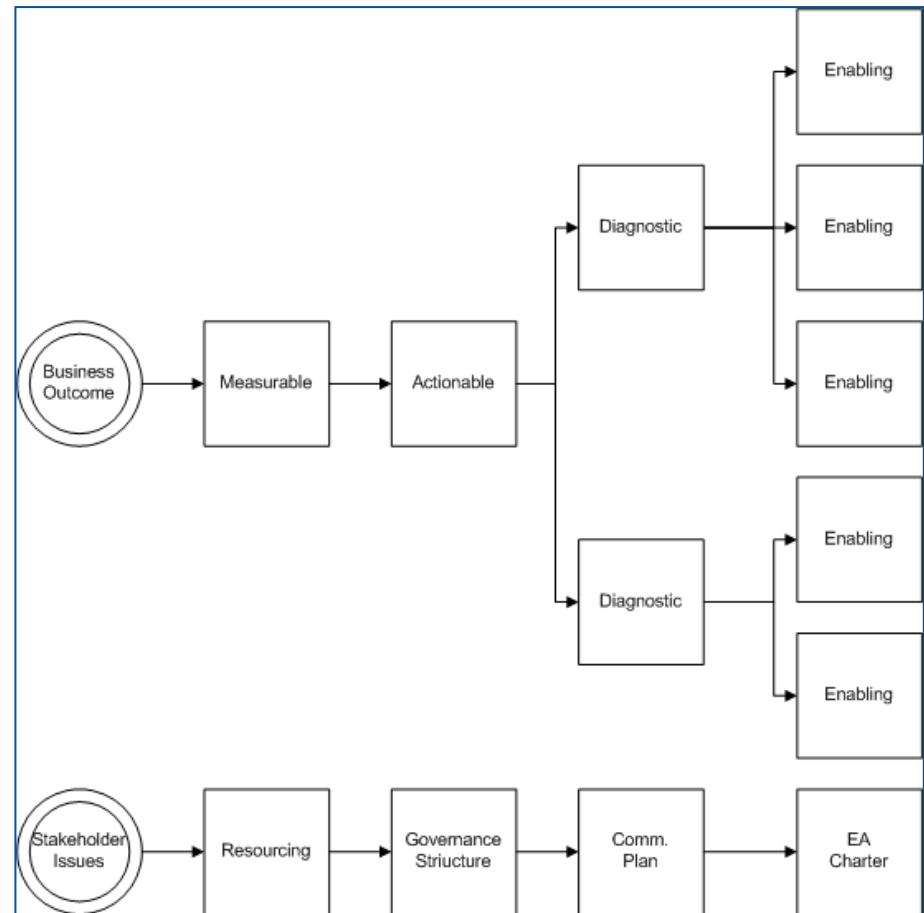 Enabling
Diagnostic
Enabling
Business
Outcome
Measurable
Actionable
Enabling
Enabling
Diagnostic
Enabling
Stakeholder
Issues
Resourcing
Governance
Striucture
Comm.
Plan
EA
Charter